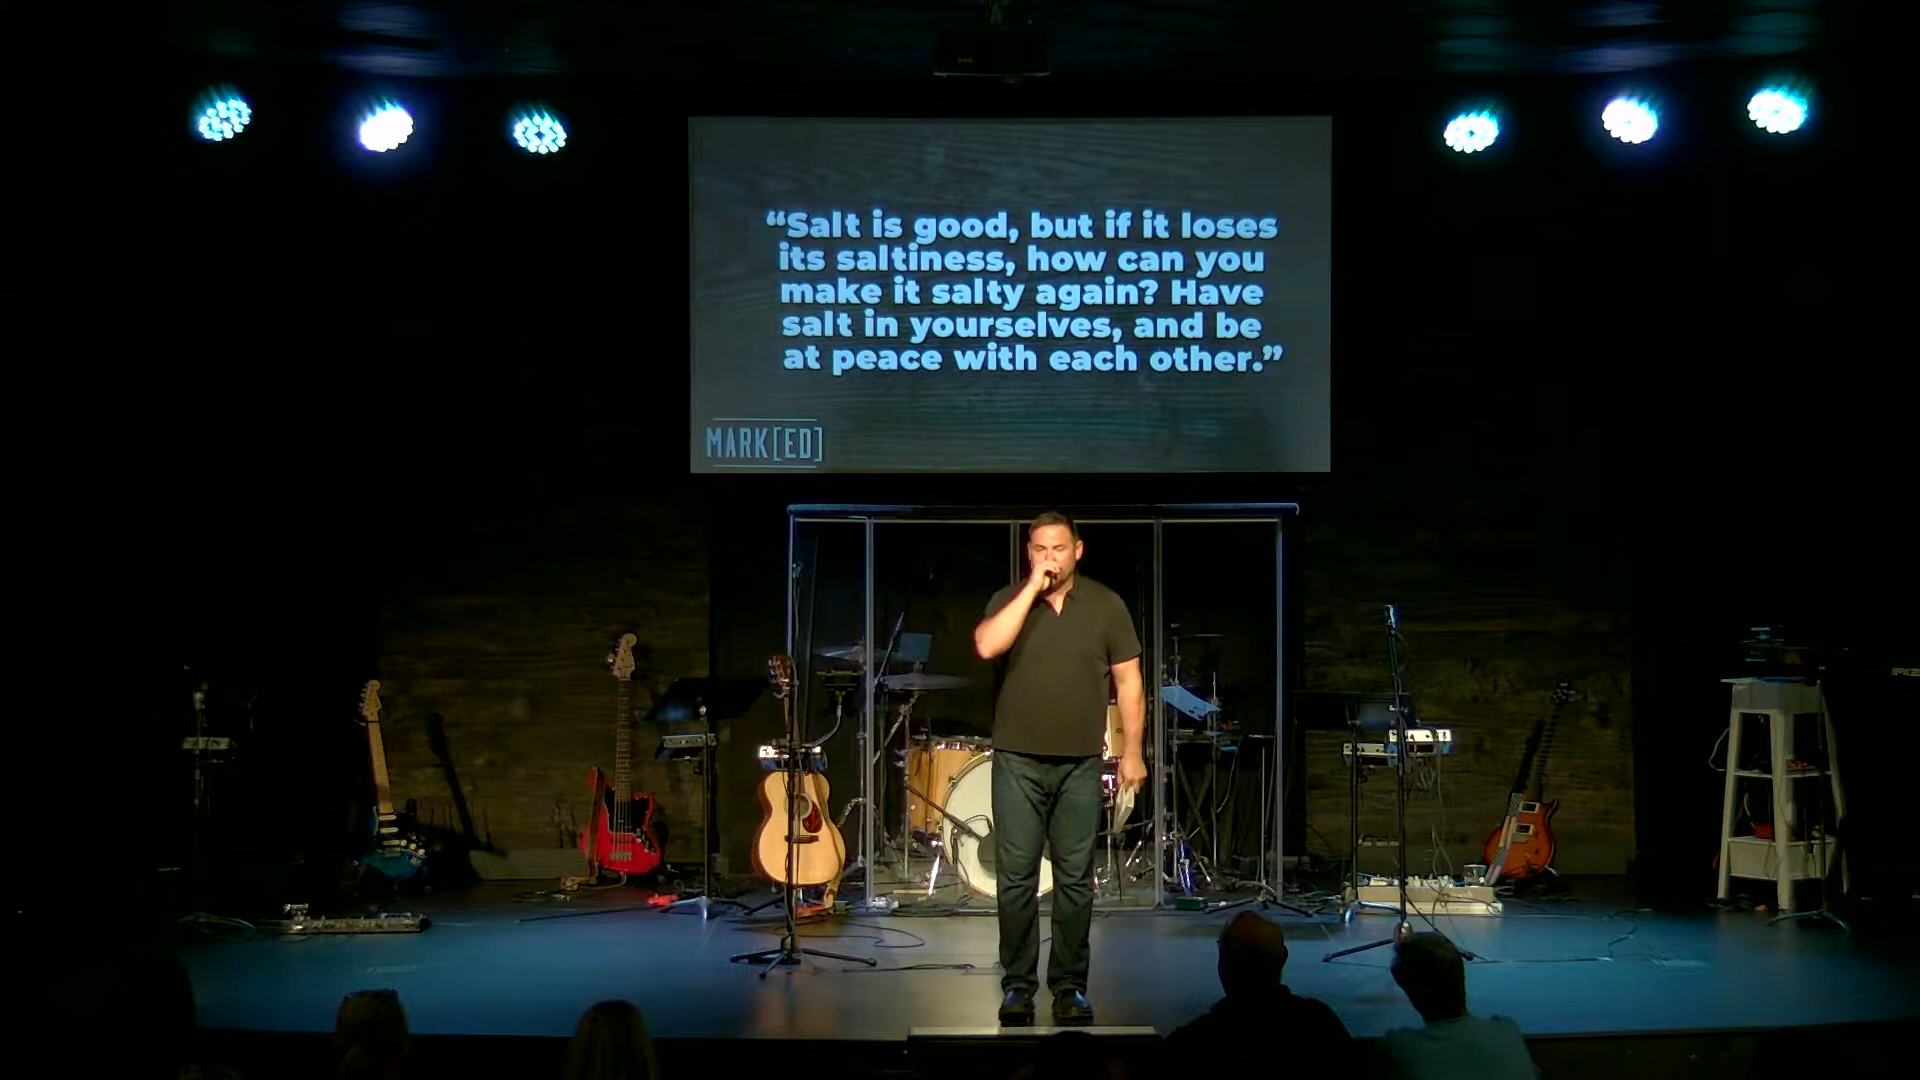 “Salt is good, but if it loses
its saltiness, how can you
make it salty again? Have
salt in yourselves, and be
at peace with each other.”
MARK[ED]